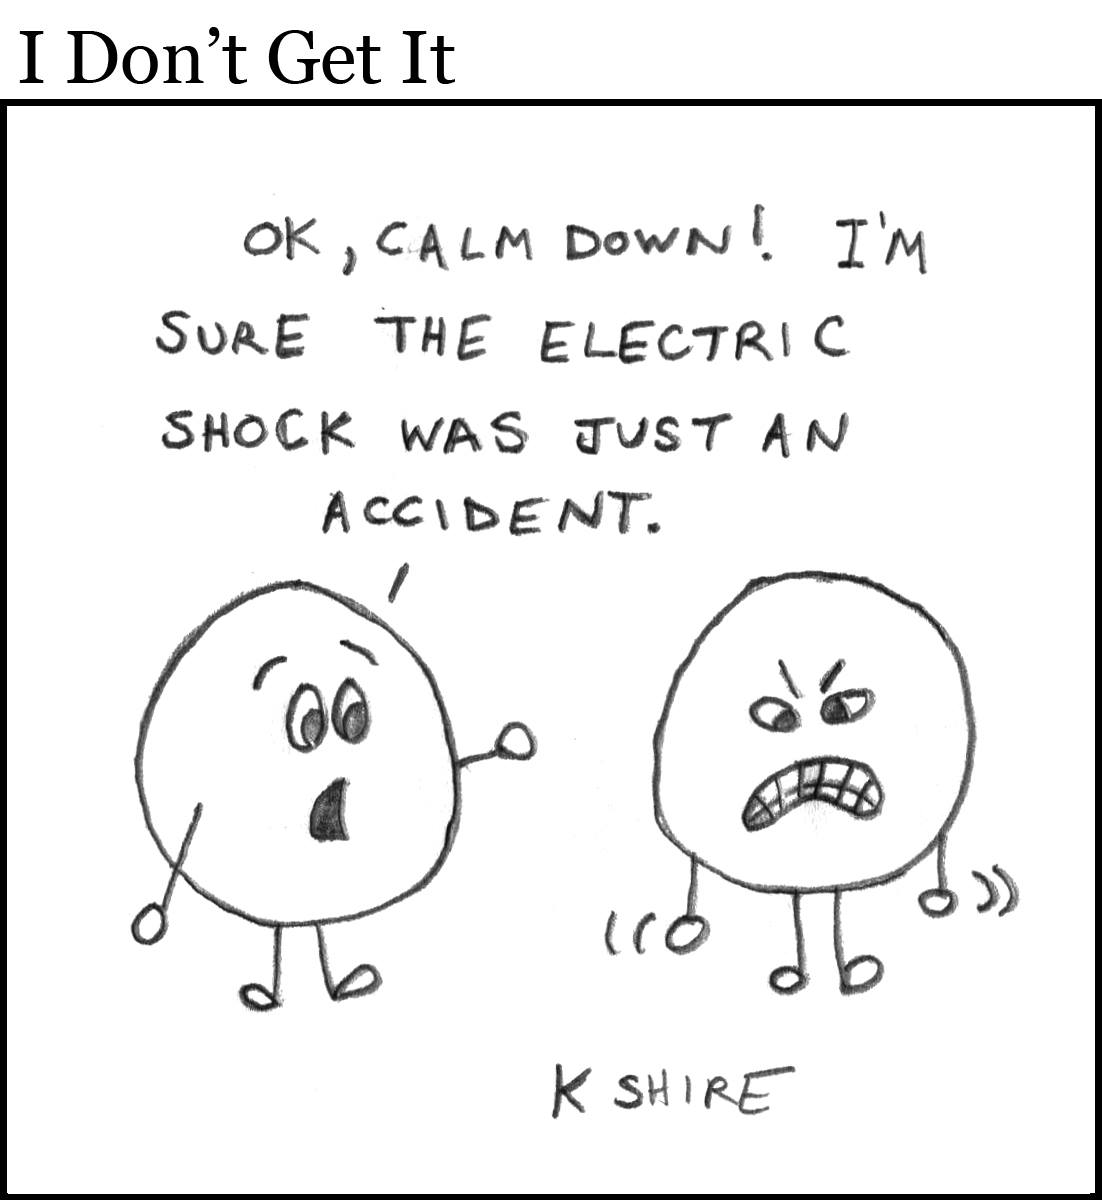 I Don’t Get It
OK, CALM DOWN! I'M
SURE THE ELECTRIC
SHOCK WAS JUST AN
ACCIDENT.
K SHIRE